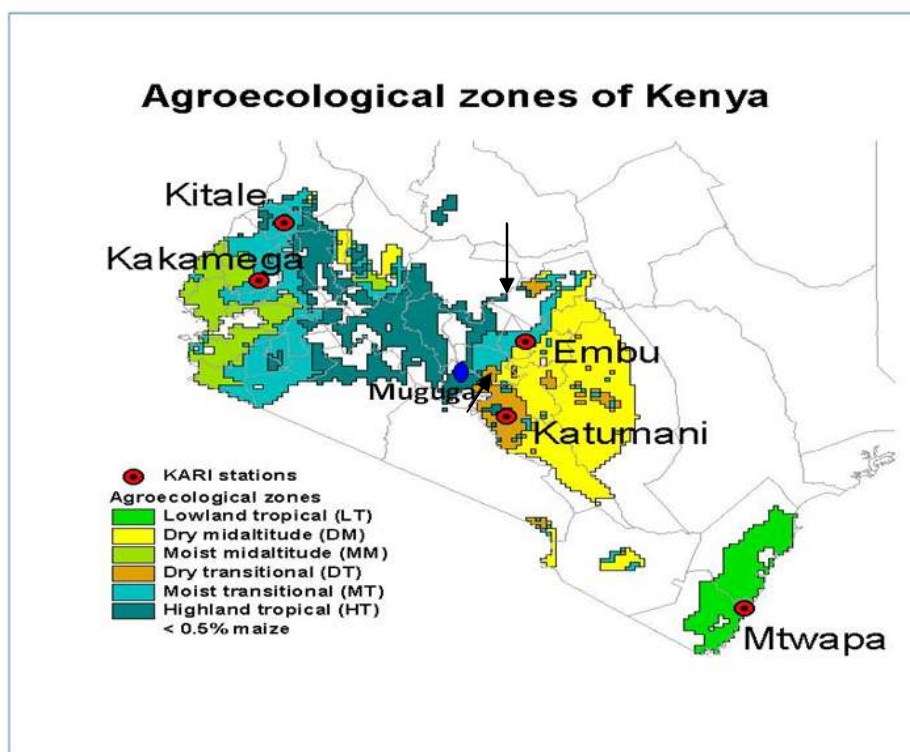 Agroecological zones of Kenya
Kitale
Kakamega
Embu
Muguga
Katumani
KARI stations
Agroecological zones
Lowland tropical (LT)
Dry midaltitude (DM)
Moist midaltitude (MM)
Dry transitional (DT)
Moist transitional (MT)
Highland tropical (HT)
< 0.5% maize
Mtwapa